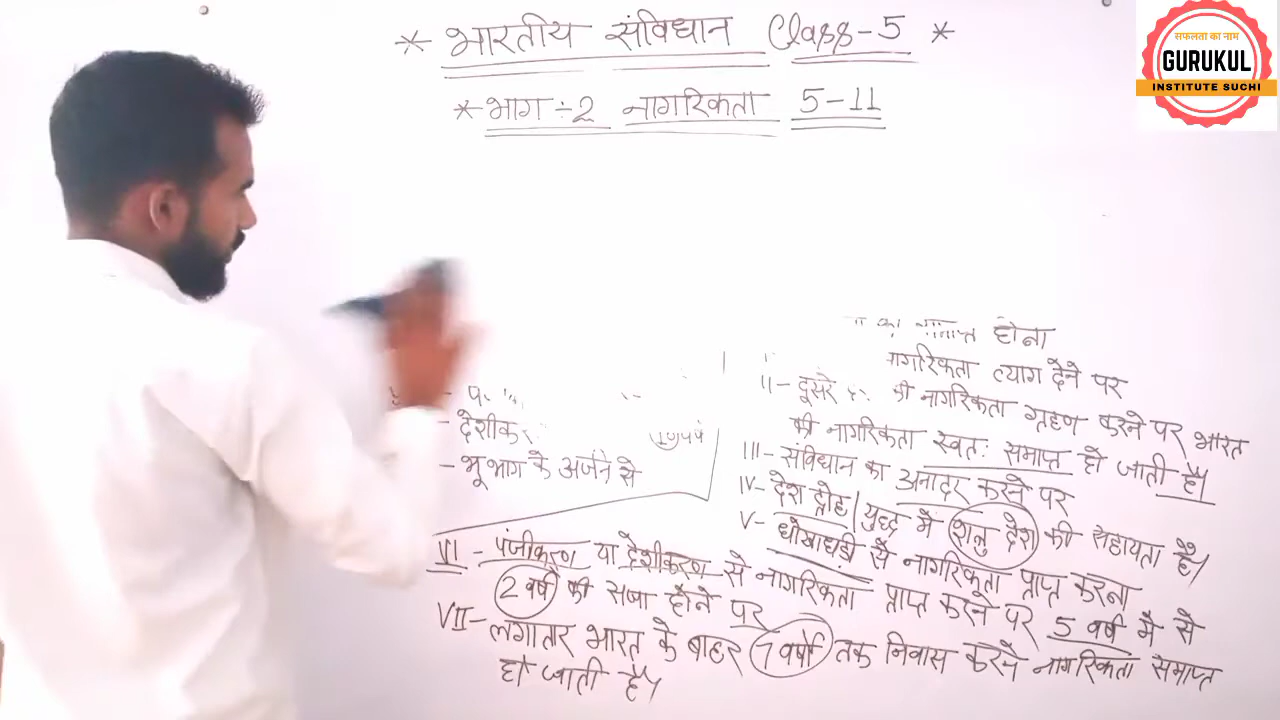 * भारतीय संविधान Class-5 *
* भाग ÷ 2 नागरिकता 5-11
सफलता का नाम
GURUKUL
INSTITUTE SUCHI
होना
नागरिकता त्याग देने पर
II- दूसरे की नागरिकता ग्रहण करने पर भारत
की नागरिकता स्वतः समाप्त हो जाती है।
III- संविधान का अनादर करने पर
IV- देश द्रोह/युद्ध में शत्रु देश की सहायता है।
V- धोखाधड़ी से नागरिकता प्राप्त करना
- देशीकर
- भू भाग के अर्जन से
VI- पंजीकरण या देशीकरण से नागरिकता प्राप्त करने पर 5 वर्ष में से
2 वर्ष की सजा होने पर
VII- लगातार भारत के बाहर 7 वर्षो तक निवास करने नागरिकता समाप्त
हो जाती है।